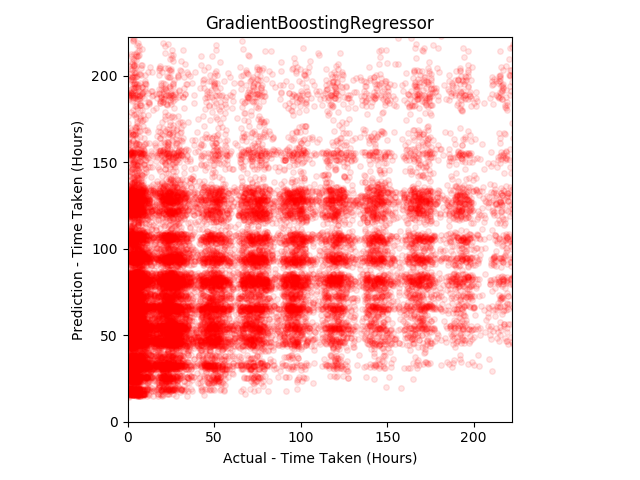 GradientBoostingRegressor
Prediction - Time Taken (Hours)
200
150
100
50
0
0 50 100 150 200
Actual - Time Taken (Hours)